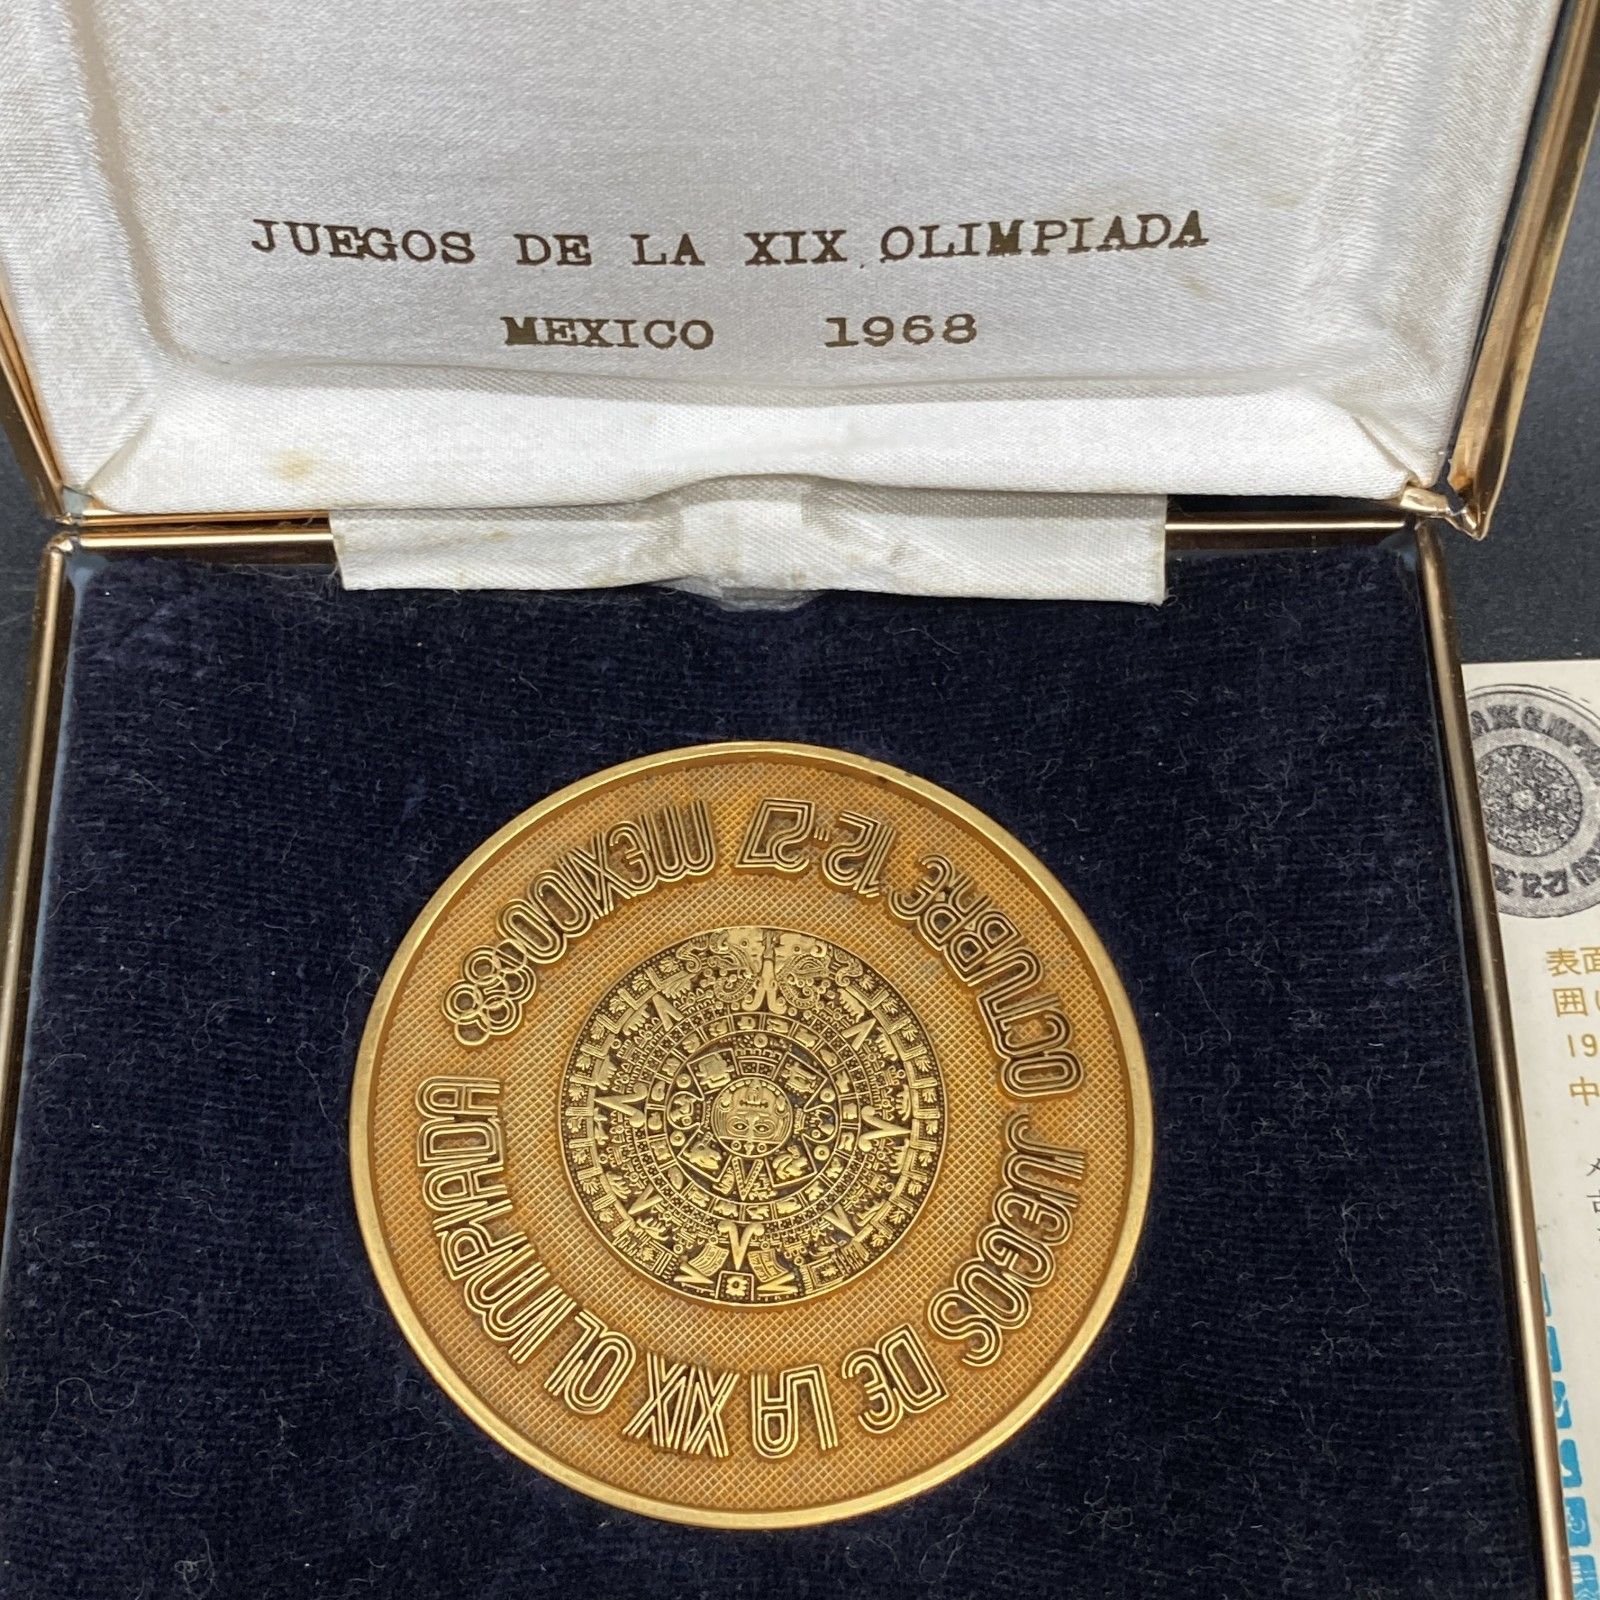 JUEGOS DE LA XIX OLIMPIADA
MEXICO 1968
JUEGOS DE LA XIX OLIMPIADA
MEXICO 12-27 OCTUBRE
表面
囲
19
中